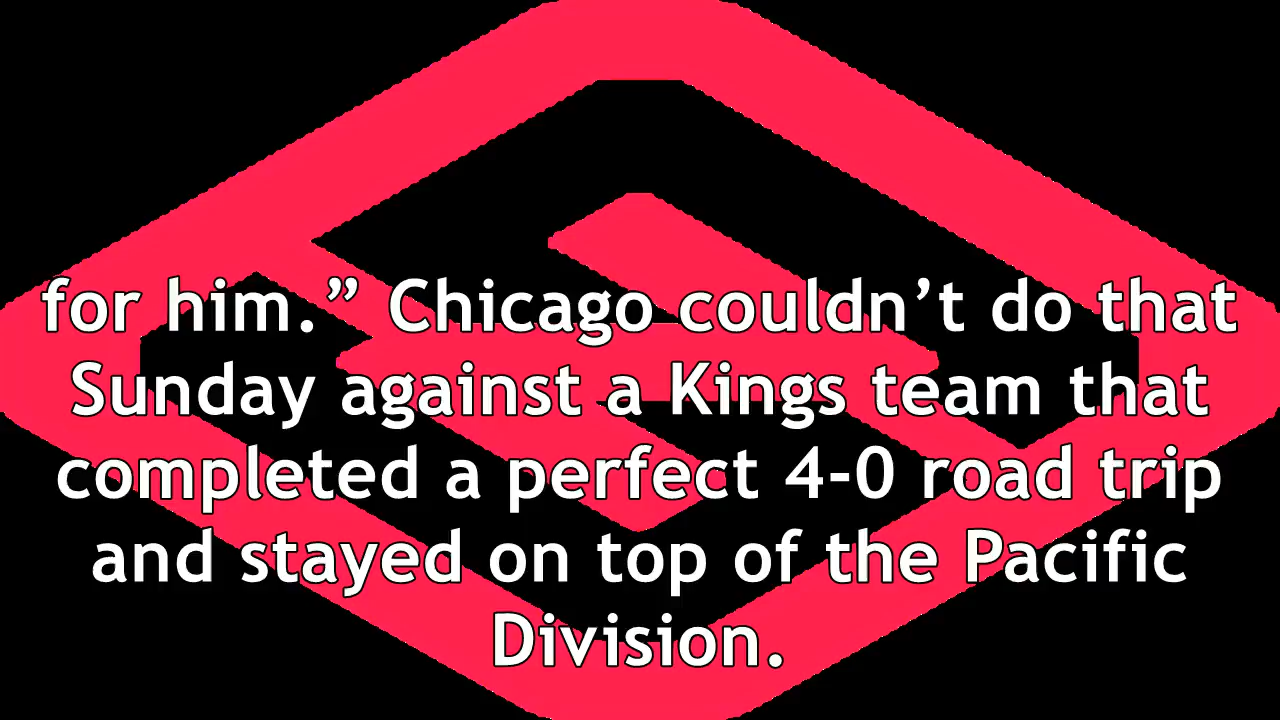 for him.” Chicago couldn’t do that
Sunday against a Kings team that
completed a perfect 4-0 road trip
and stayed on top of the Pacific
Division.